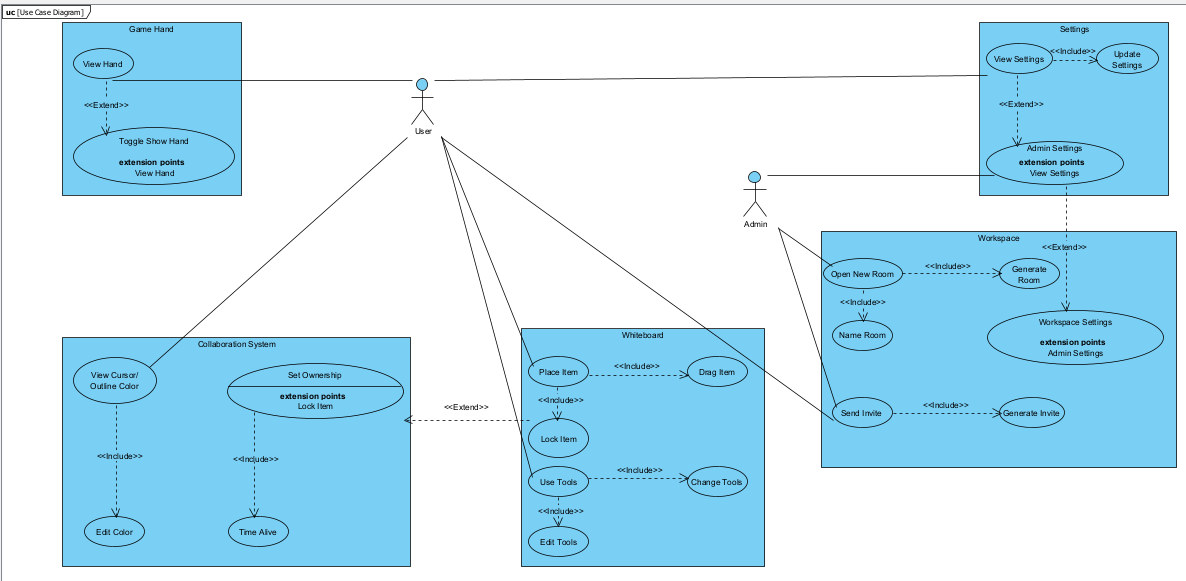 uc [Use Case Diagram]
Game Hand
View Hand
<<Extend>>
Toggle Show Hand
extension points
View Hand
User
Settings
View Settings
<<Include>>
Update
Settings
<<Extend>>
Admin Settings
extension points
View Settings
Admin
<<Extend>>
Workspace
Open New Room
<<Include>>
Generate
Room
<<Include>>
Name Room
Workspace Settings
extension points
Admin Settings
Send Invite
<<Include>>
Generate Invite
Collaboration System
View Cursor/
Outline Color
<<Include>>
Edit Color
Set Ownership
extension points
Lock Item
<<Include>>
Time Alive
<<Extend>>
Whiteboard
Place Item
<<Include>>
Drag Item
<<Include>>
Lock Item
Use Tools
<<Include>>
Change Tools
<<Include>>
Edit Tools